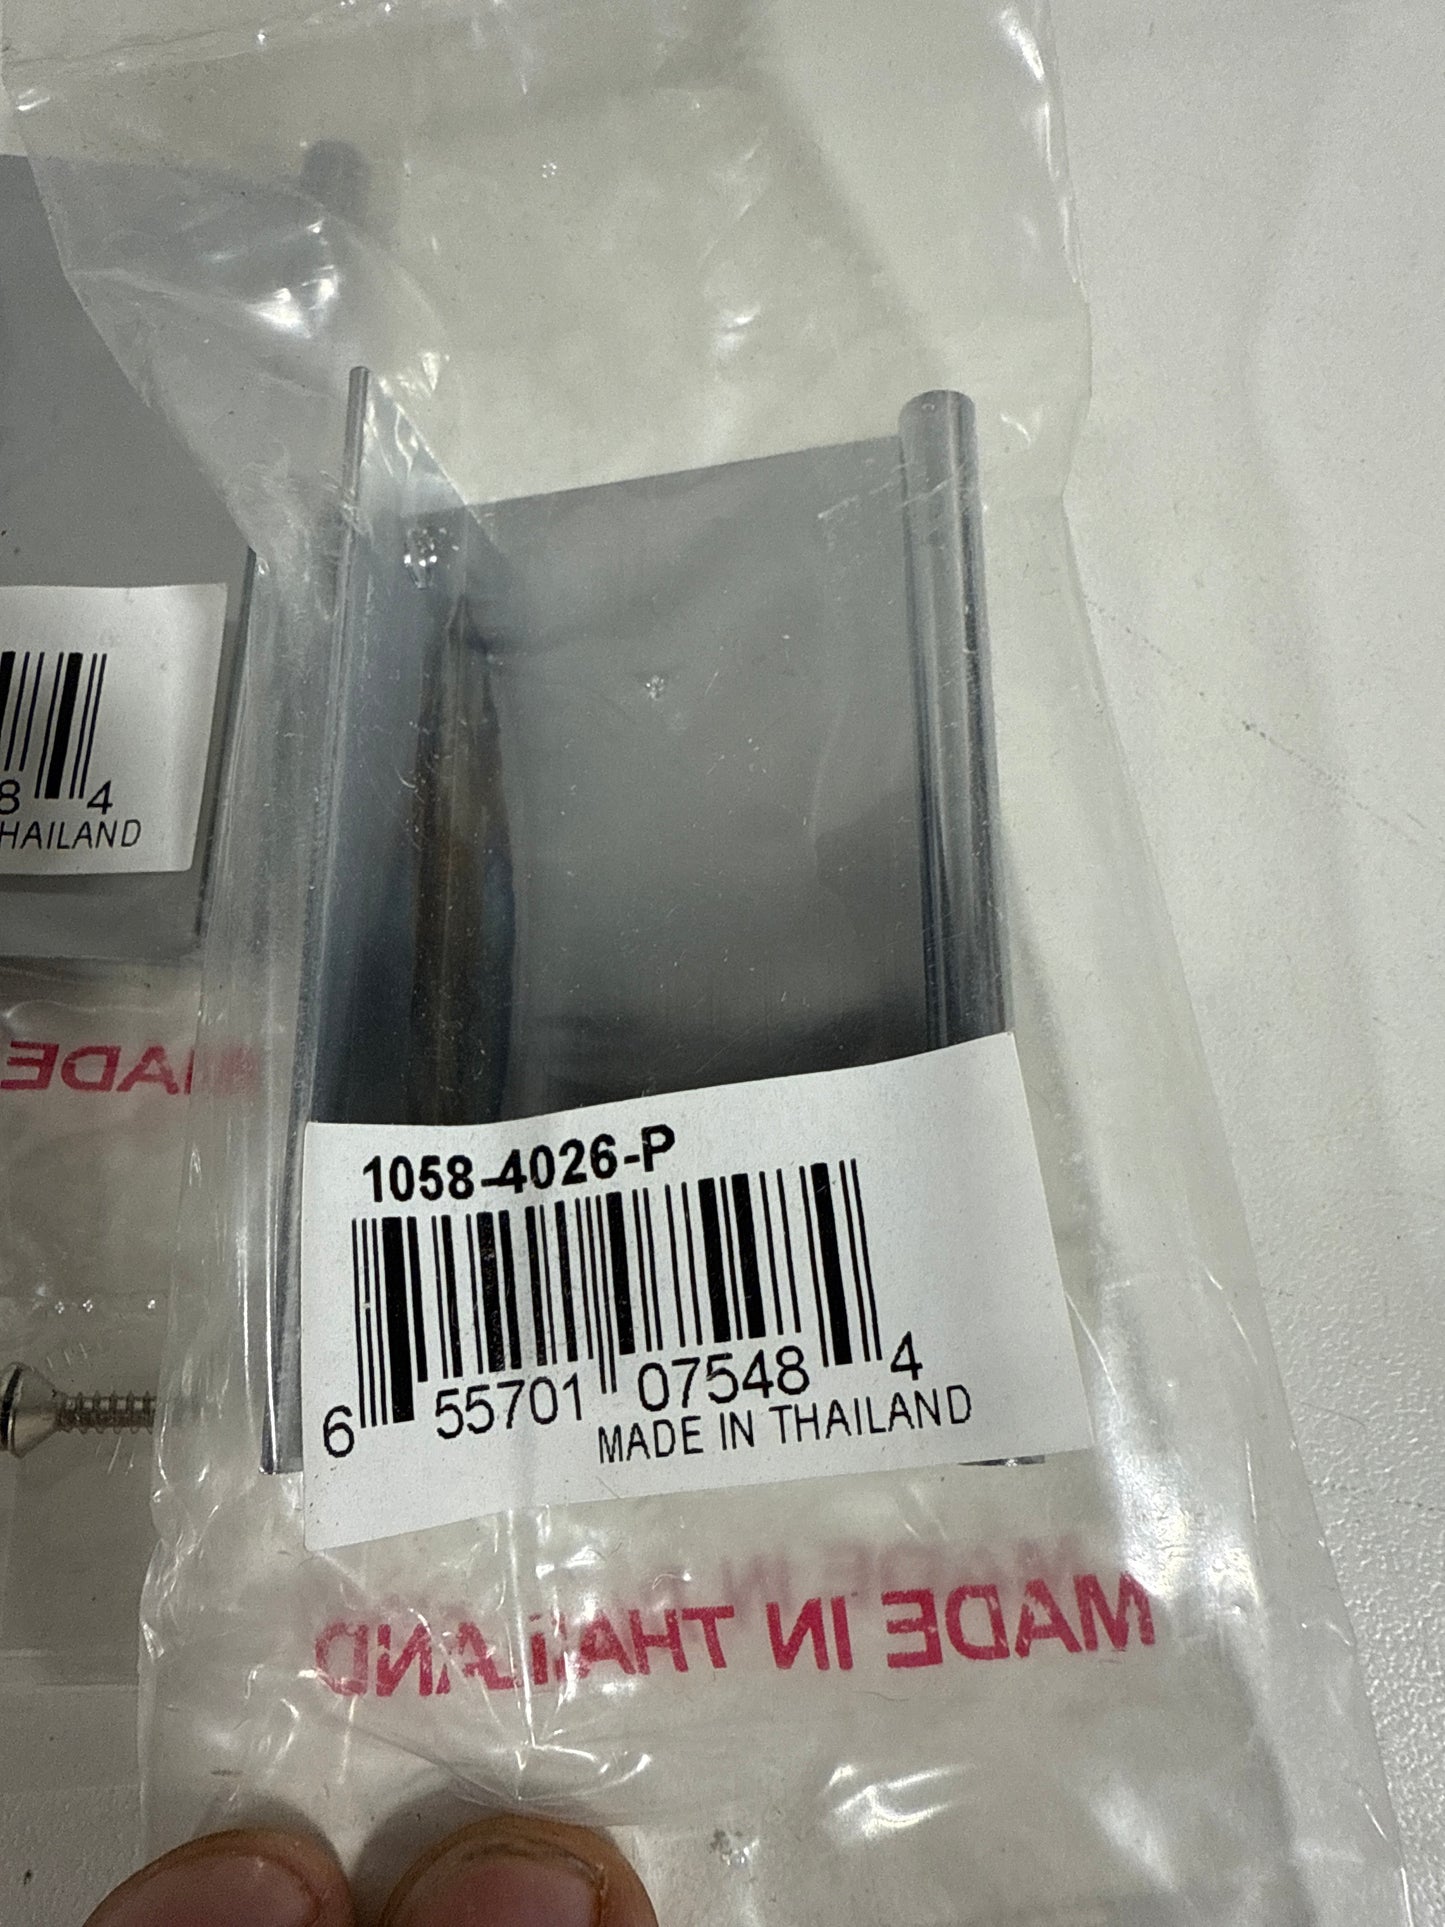 8 4
THAILAND
MADE
1058-4026-P
6 55701 07548 4
MADE IN THAILAND
MADE IN THAILAND